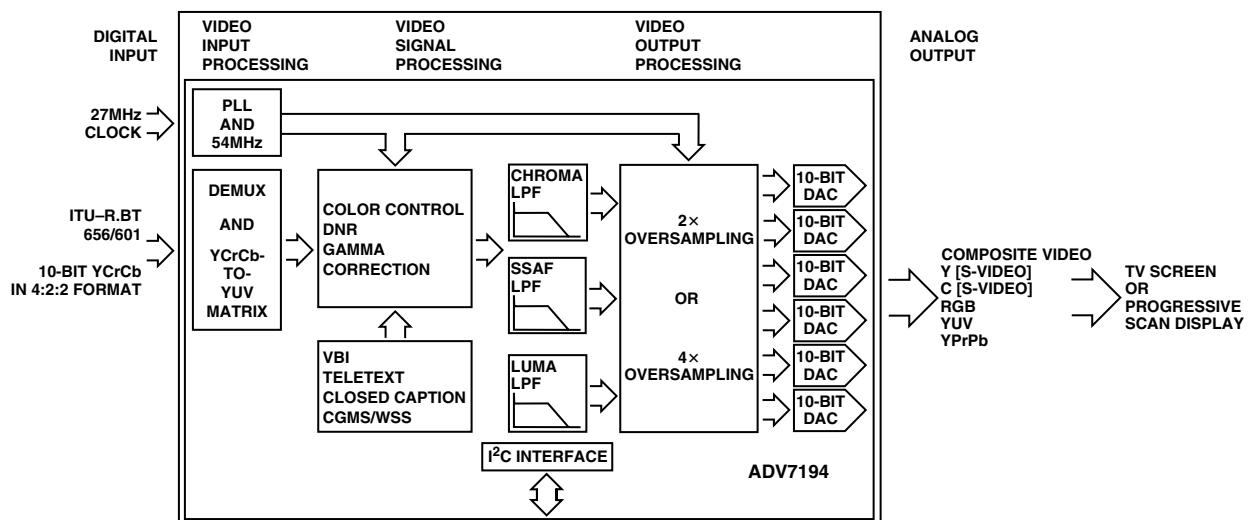 DIGITAL
INPUT
VIDEO
INPUT
PROCESSING
VIDEO
SIGNAL
PROCESSING
VIDEO
OUTPUT
PROCESSING
ANALOG
OUTPUT
27MHz
CLOCK
PLL
AND
54MHz
ITU–R.BT
656/601
10-BIT YCrCb
IN 4:2:2 FORMAT
DEMUX
AND
YCrCb-
TO-
YUV
MATRIX
COLOR CONTROL
DNR
GAMMA
CORRECTION
VBI
TELETEXT
CLOSED CAPTION
CGMS/WSS
CHROMA
LPF
SSAF
LPF
LUMA
LPF
I²C INTERFACE
2×
OVERSAMPLING
OR
4×
OVERSAMPLING
10-BIT
DAC
10-BIT
DAC
10-BIT
DAC
10-BIT
DAC
10-BIT
DAC
10-BIT
DAC
ADV7194
COMPOSITE VIDEO
Y [S-VIDEO]
C [S-VIDEO]
RGB
YUV
YPrPb
TV SCREEN
OR
PROGRESSIVE
SCAN DISPLAY